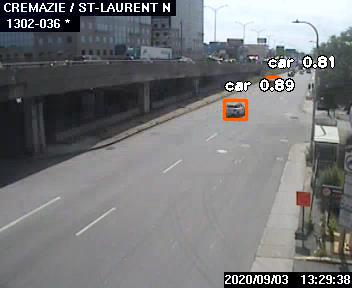 CREMAZIE / ST-LAURENT N
1302-036 *
car 0.81
car 0.89
2020/09/03 13:29:38